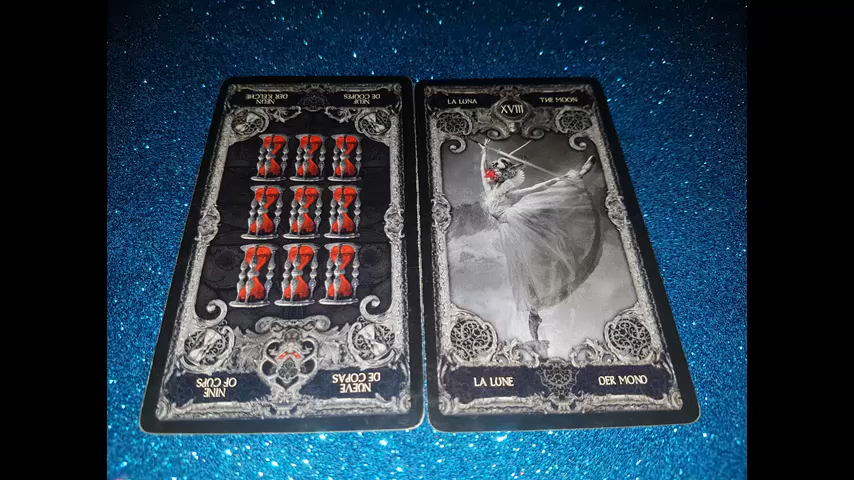 NEUN
DER KELCHE
NEUF
DE COUPES
NINE
OF CUPS
NUEVE
DE COPAS
LA LUNA
XVIII
THE MOON
LA LUNE
DER MOND